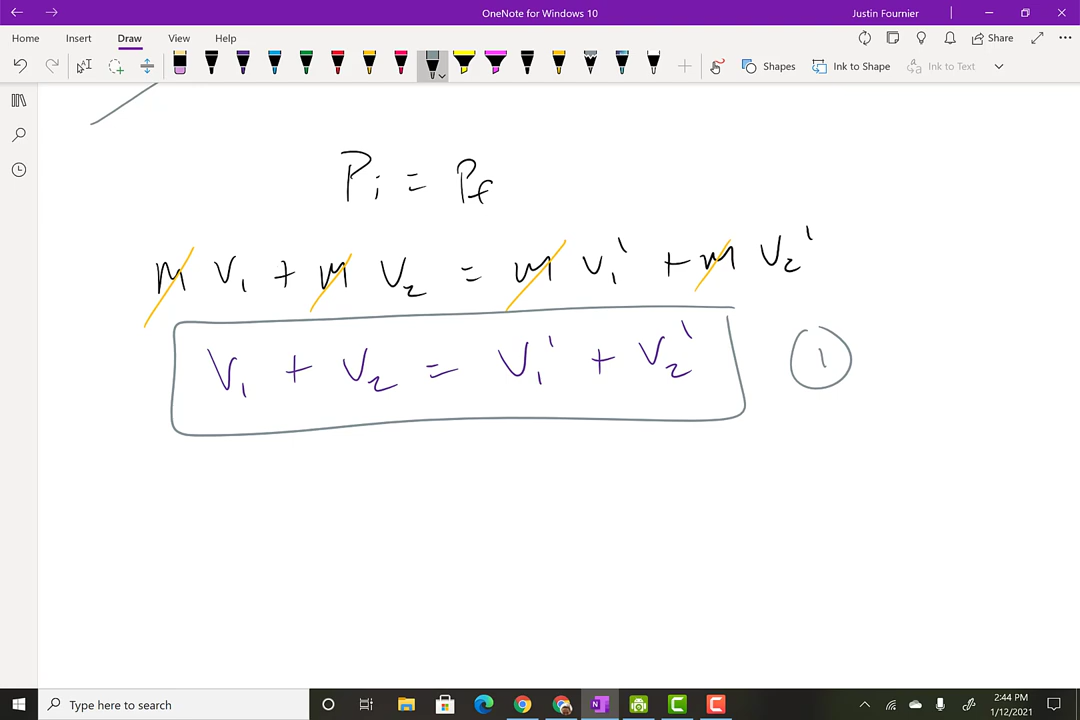 OneNote for Windows 10
Justin Fournier
Home Insert Draw View Help
Share
Shapes Ink to Shape Ink to Text
Pi = Pf
m v₁ + m v₂ = m v₁' + m v₂'
v₁ + v₂ = v₁' + v₂' ①
Type here to search
2:44 PM
1/12/2021